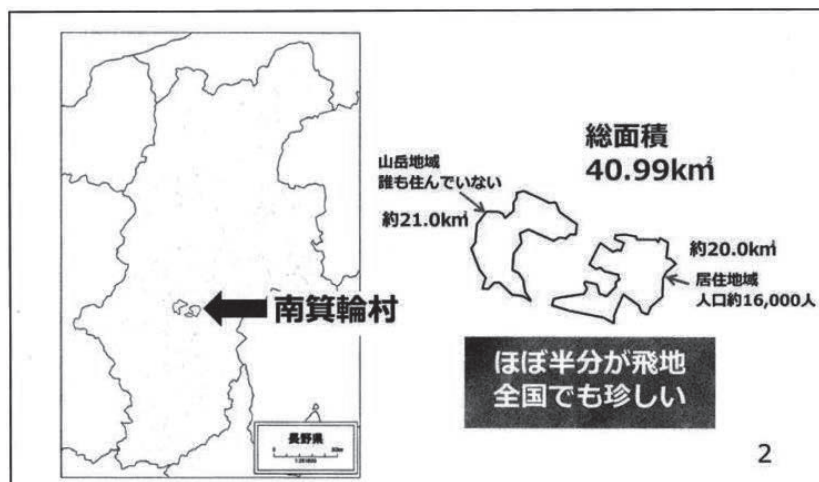 総面積
40.99k㎡
山岳地域
誰も住んでいない
約21.0k㎡
約20.0k㎡
居住地域
人口約16,000人
南箕輪村
ほぼ半分が飛地
全国でも珍しい
長野県
2